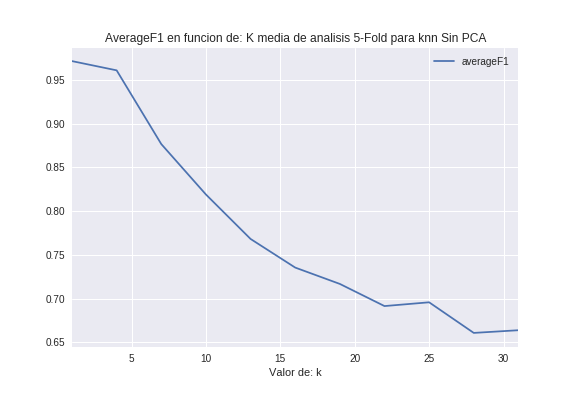 AverageF1 en funcion de: K media de analisis 5-Fold para knn Sin PCA
averageF1
0.95
0.90
0.85
0.80
0.75
0.70
0.65
5 10 15 20 25 30
Valor de: k